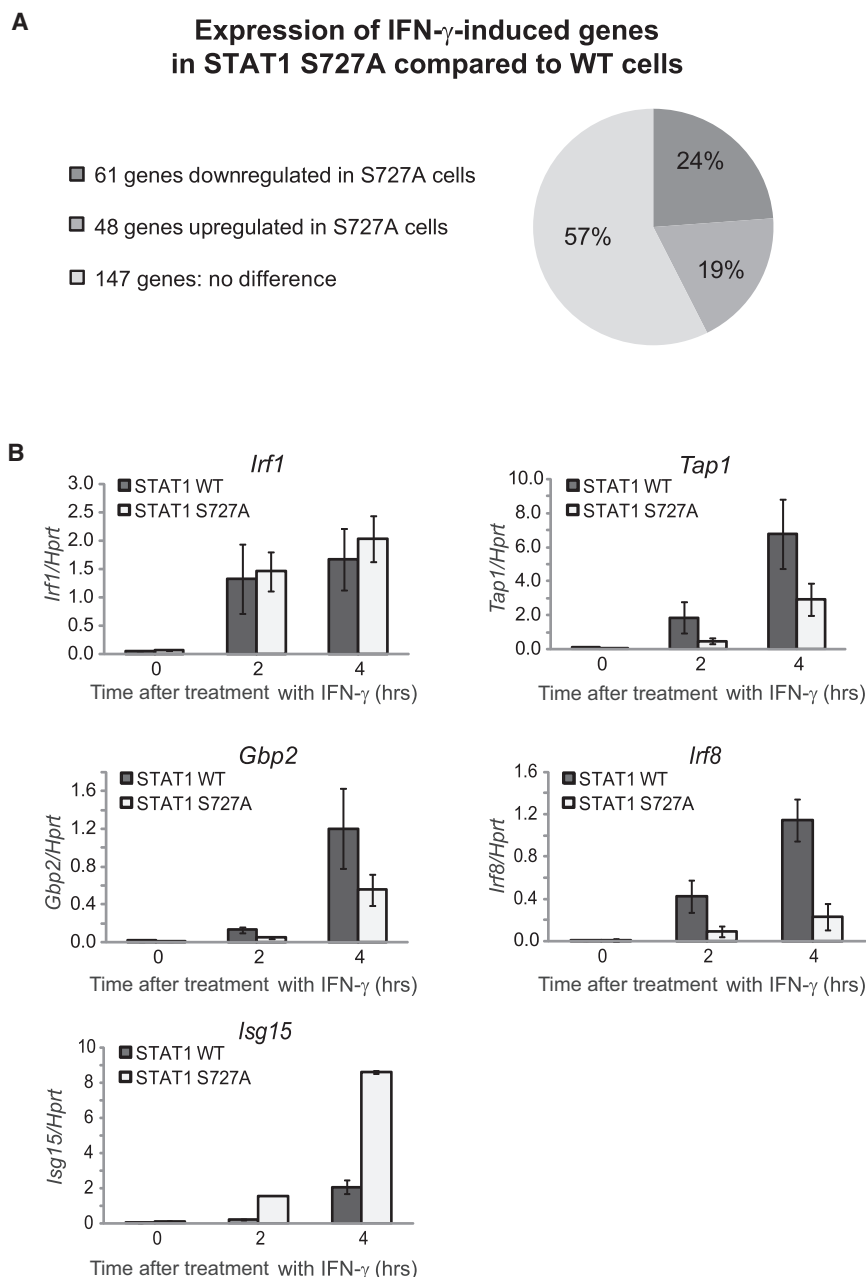 A
Expression of IFN-γ-induced genes
in STAT1 S727A compared to WT cells
61 genes downregulated in S727A cells
48 genes upregulated in S727A cells
147 genes: no difference
24%
57%
19%
B
Irf1
STAT1 WT
STAT1 S727A
Irf1/Hprt
3.0
2.5
2.0
1.5
1.0
0.5
0.0
0 2 4
Time after treatment with IFN-γ (hrs)
Tap1
STAT1 WT
STAT1 S727A
Tap1/Hprt
10.0
8.0
6.0
4.0
2.0
0.0
0 2 4
Time after treatment with IFN-γ (hrs)
Gbp2
STAT1 WT
STAT1 S727A
Gbp2/Hprt
1.6
1.2
0.8
0.4
0.0
0 2 4
Time after treatment with IFN-γ (hrs)
Irf8
STAT1 WT
STAT1 S727A
Irf8/Hprt
1.6
1.2
0.8
0.4
0.0
0 2 4
Time after treatment with IFN-γ (hrs)
Isg15
STAT1 WT
STAT1 S727A
Isg15/Hprt
10
8
6
4
2
0
0 2 4
Time after treatment with IFN-γ (hrs)